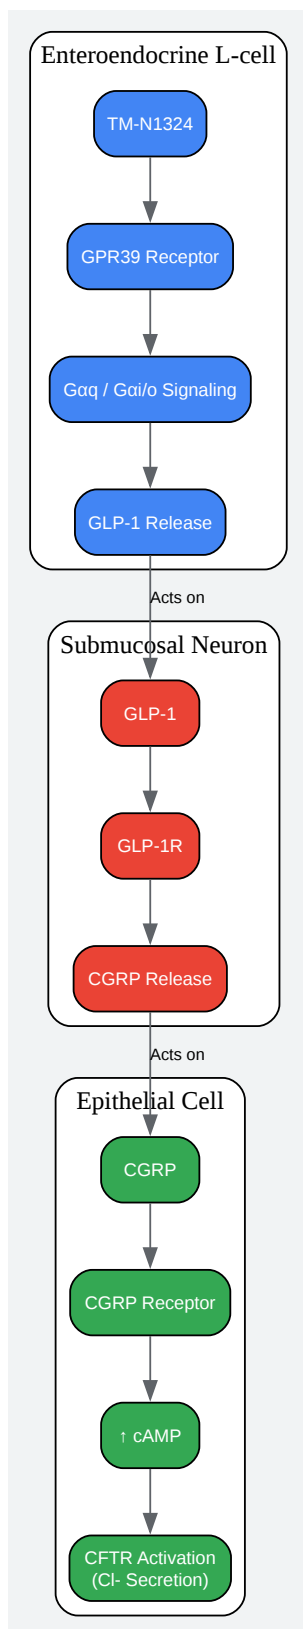 Enteroendocrine L-cell
TM-N1324
GPR39 Receptor
Gαq / Gαi/o Signaling
GLP-1 Release
Acts on
Submucosal Neuron
GLP-1
GLP-1R
CGRP Release
Acts on
Epithelial Cell
CGRP
CGRP Receptor
↑ cAMP
CFTR Activation
(Cl- Secretion)